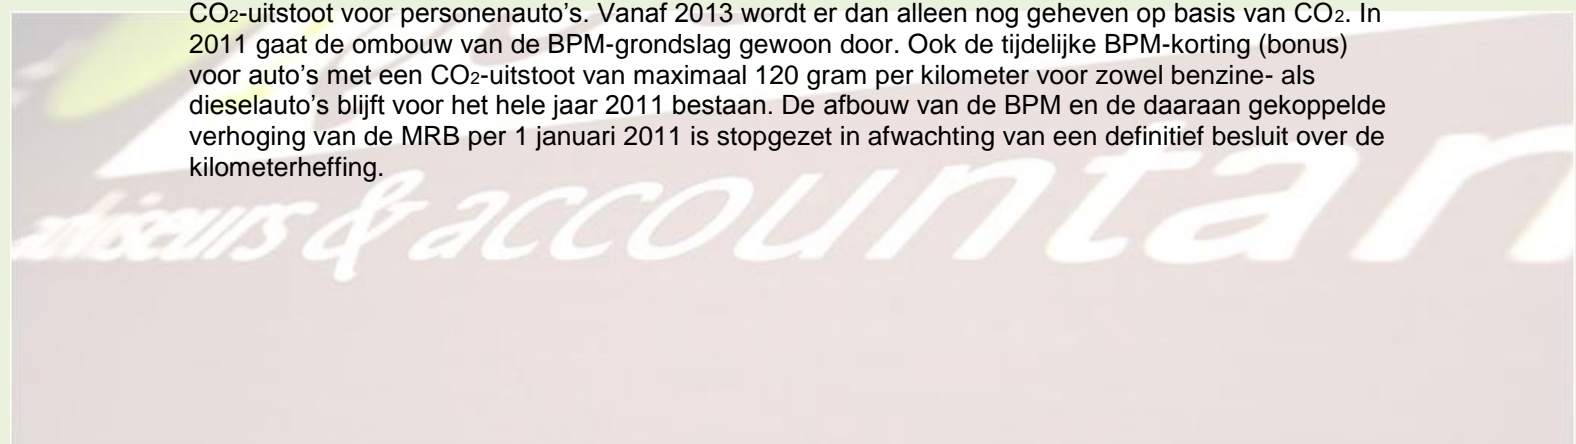 CO2-uitstoot voor personenauto's. Vanaf 2013 wordt er dan alleen nog geheven op basis van CO2. In
2011 gaat de ombouw van de BPM-grondslag gewoon door. Ook de tijdelijke BPM-korting (bonus)
voor auto's met een CO2-uitstoot van maximaal 120 gram per kilometer voor zowel benzine- als
dieselauto's blijft voor het hele jaar 2011 bestaan. De afbouw van de BPM en de daaraan gekoppelde
verhoging van de MRB per 1 januari 2011 is stopgezet in afwachting van een definitief besluit over de
kilometerheffing.
adviseurs & accountan